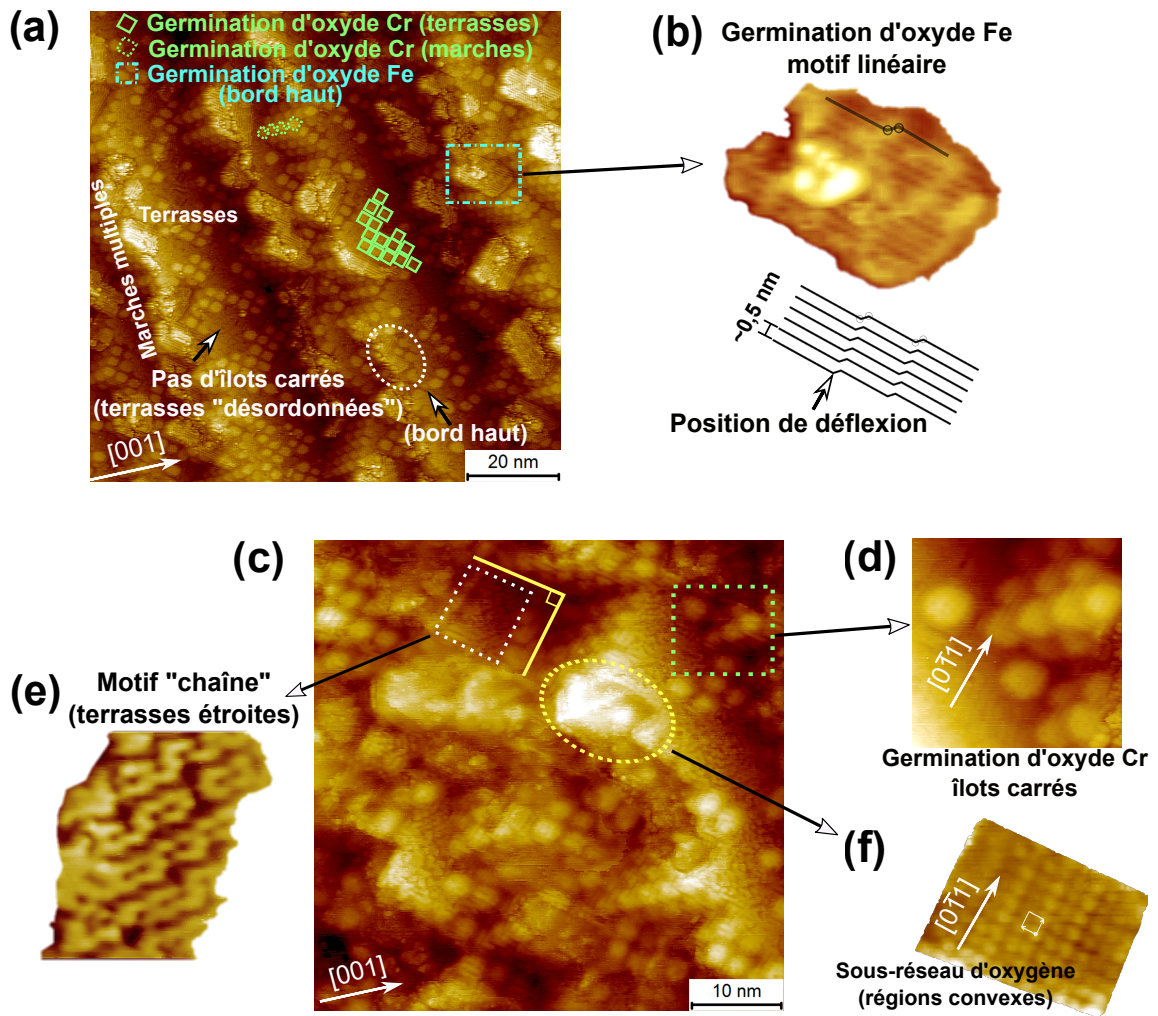 (a)
Germination d'oxyde Cr (terrasses)
Germination d'oxyde Cr (marches)
Germination d'oxyde Fe
(bord haut)
Marches multiples
Terrasses
Pas d'îlots carrés
(terrasses "désordonnées")
(bord haut)
[001]
20 nm
(b)
Germination d'oxyde Fe
motif linéaire
~0,5 nm
Position de déflexion
(c)
[001]
10 nm
(d)
[01̅1]
Germination d'oxyde Cr
îlots carrés
(e)
Motif "chaîne"
(terrasses étroites)
(f)
[01̅1]
Sous-réseau d'oxygène
(régions convexes)